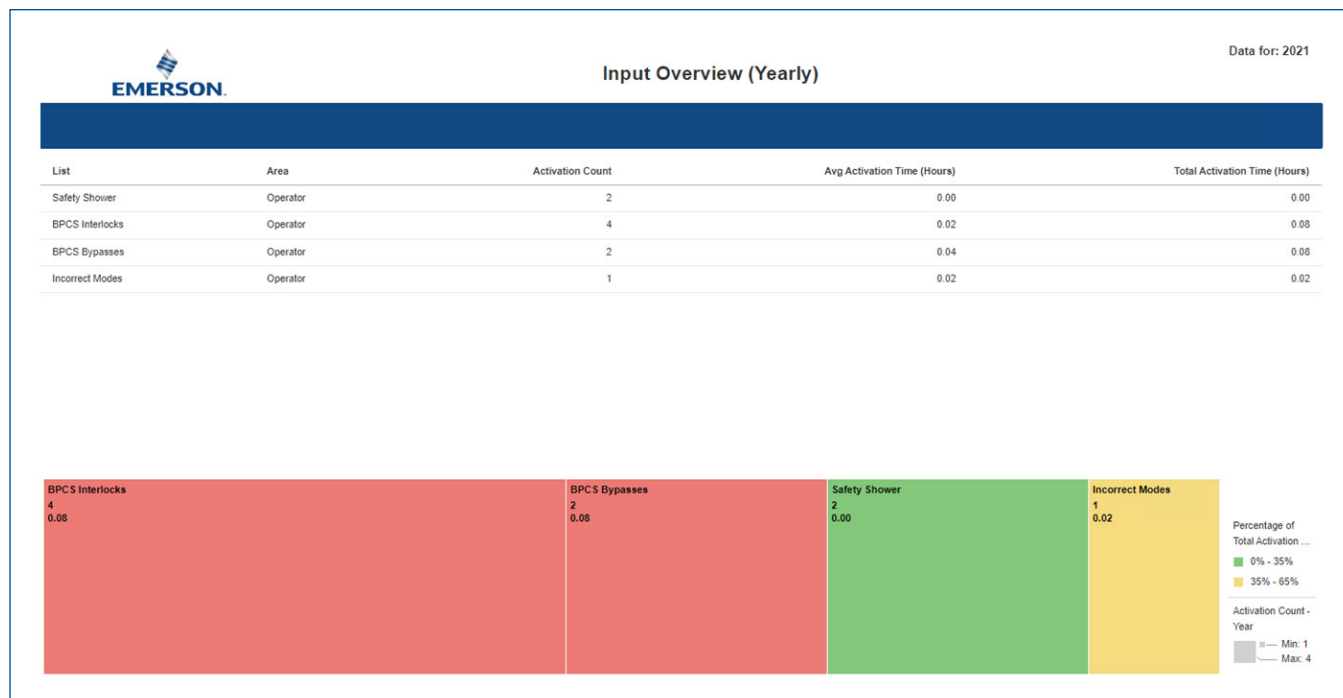 Data for: 2021
EMERSON.
Input Overview (Yearly)
List Area Activation Count Avg Activation Time (Hours) Total Activation Time (Hours)
Safety Shower Operator 2 0.00 0.00
BPCS Interlocks Operator 4 0.02 0.08
BPCS Bypasses Operator 2 0.04 0.08
Incorrect Modes Operator 1 0.02 0.02
BPCS Interlocks
4
0.08
BPCS Bypasses
2
0.08
Safety Shower
2
0.00
Incorrect Modes
1
0.02
Percentage of
Total Activation ...
0% - 35%
35% - 65%
Activation Count -
Year
Min: 1
Max: 4